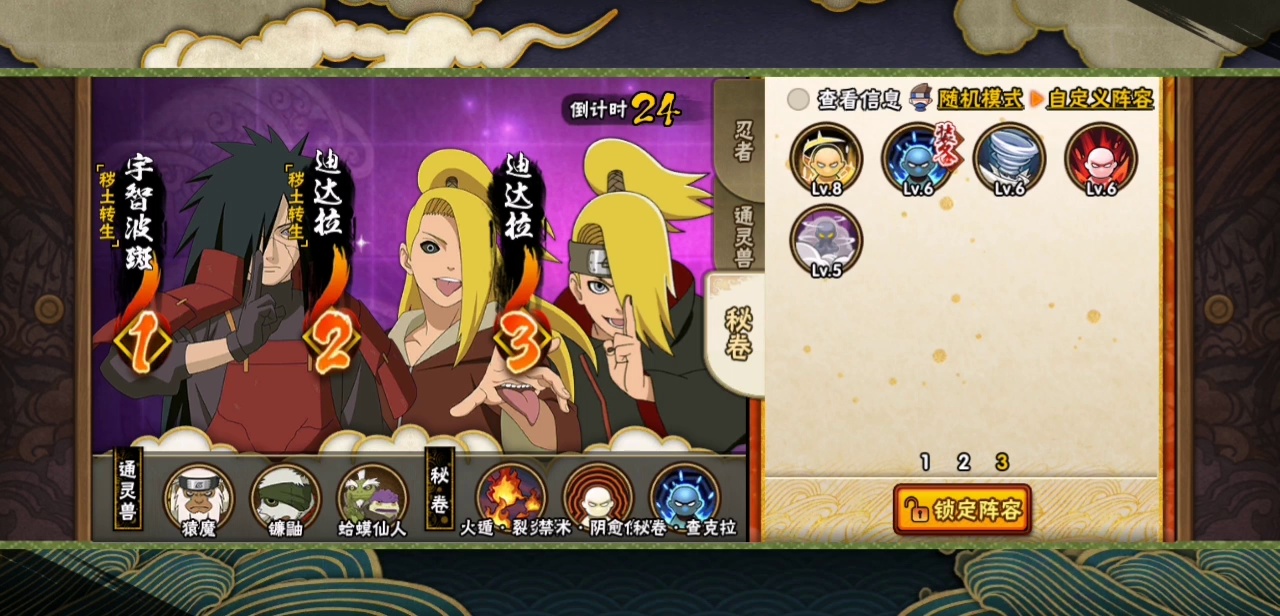 倒计时24
宇智波斑
秽土转生
迪达拉
秽土转生
迪达拉
1
2
3
忍者
通灵兽
秘卷
查看信息
随机模式
自定义阵容
Lv.8
Lv.6
装备
Lv.6
Lv.6
Lv.5
1 2 3
锁定阵容
通灵兽
猿魔
镰鼬
蛤蟆仙人
秘卷
火遁·裂
禁术·阴愈
秘卷·查克拉